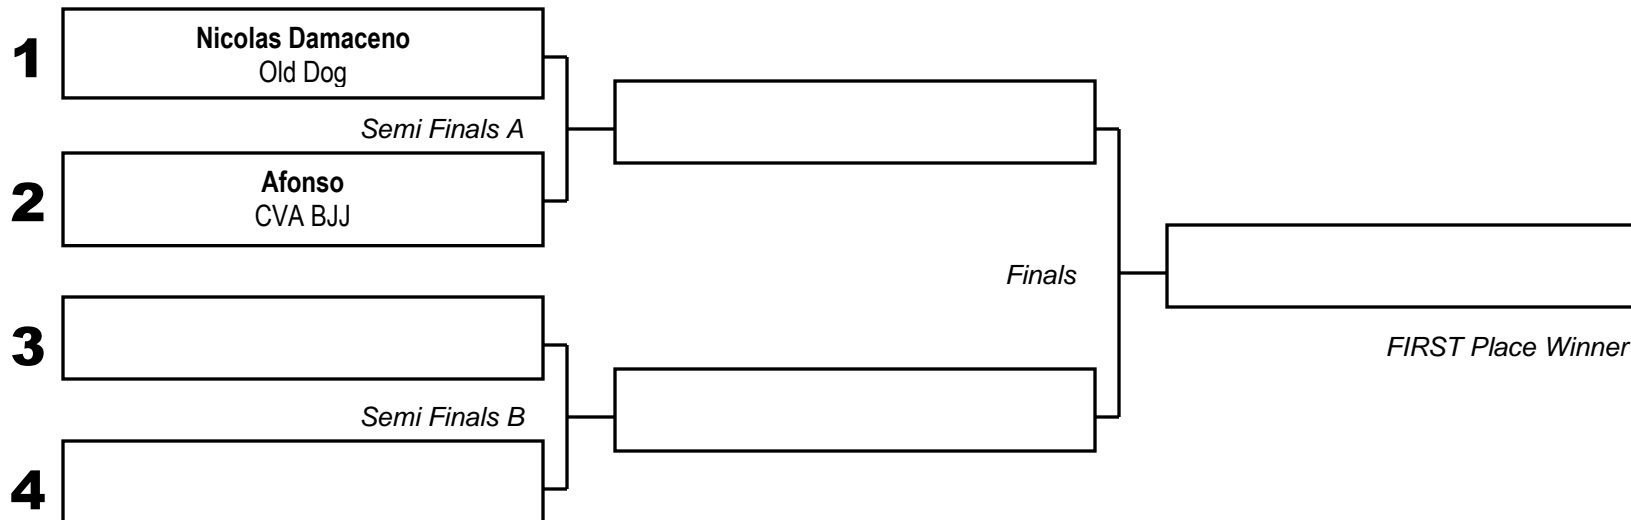 1
Nicolas Damaceno
Old Dog
Semi Finals A
2
Afonso
CVA BJJ
Finals
3
FIRST Place Winner
Semi Finals B
4